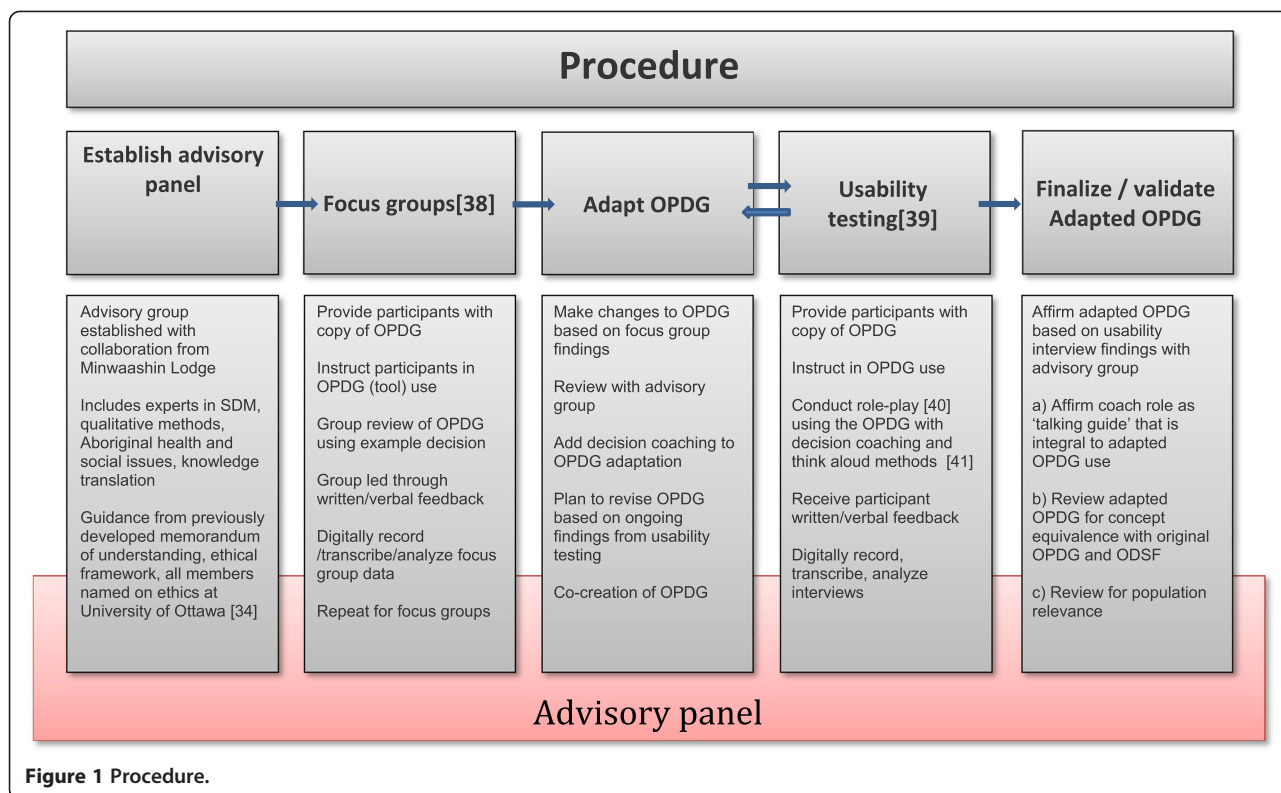 Procedure
Establish advisory
panel
Focus groups[38]
Adapt OPDG
Usability
testing[39]
Finalize / validate
Adapted OPDG
Advisory group
established with
collaboration from
Minwaashin Lodge
Includes experts in SDM,
qualitative methods,
Aboriginal health and
social issues, knowledge
translation
Guidance from previously
developed memorandum
of understanding, ethical
framework, all members
named on ethics at
University of Ottawa [34]
Provide participants with
copy of OPDG
Instruct participants in
OPDG (tool) use
Group review of OPDG
using example decision
Group led through
written/verbal feedback
Digitally record
/transcribe/analyze focus
group data
Repeat for focus groups
Make changes to OPDG
based on focus group
findings
Review with advisory
group
Add decision coaching to
OPDG adaptation
Plan to revise OPDG
based on ongoing
findings from usability
testing
Co-creation of OPDG
Provide participants with
copy of OPDG
Instruct in OPDG use
Conduct role-play [40]
using the OPDG with
decision coaching and
think aloud methods [41]
Receive participant
written/verbal feedback
Digitally record,
transcribe, analyze
interviews
Affirm adapted OPDG
based on usability
interview findings with
advisory group
a) Affirm coach role as
‘talking guide’ that is
integral to adapted
OPDG use
b) Review adapted
OPDG for concept
equivalence with original
OPDG and ODSF
c) Review for population
relevance
Advisory panel
Figure 1 Procedure.